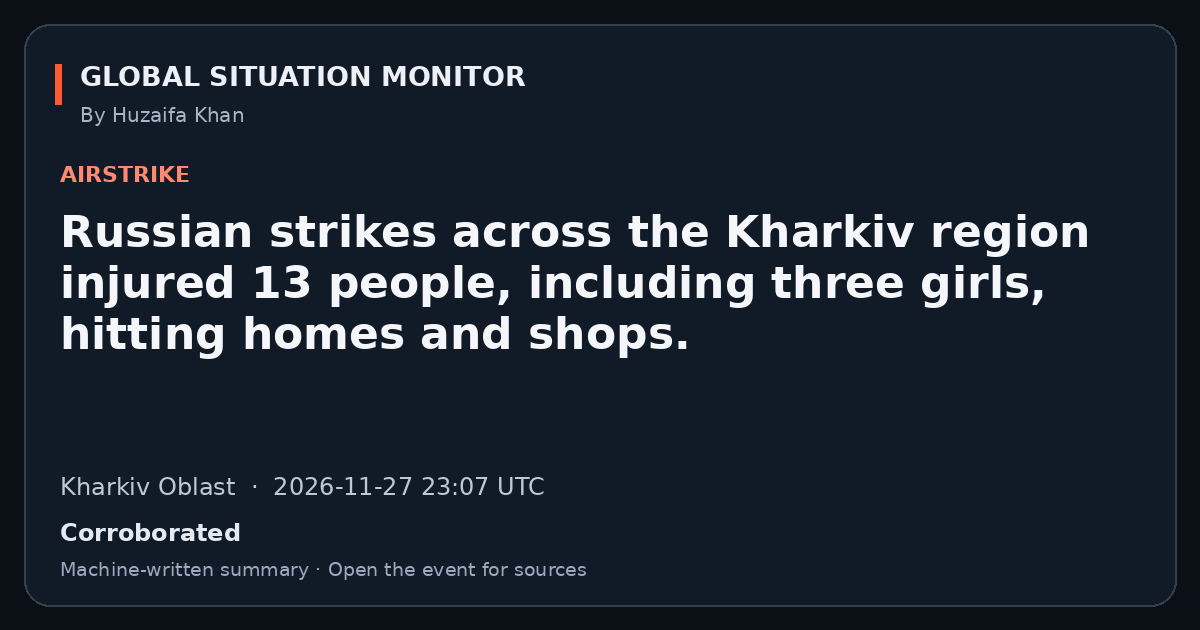 GLOBAL SITUATION MONITOR
By Huzaifa Khan
AIRSTRIKE
Russian strikes across the Kharkiv region
injured 13 people, including three girls,
hitting homes and shops.
Kharkiv Oblast · 2026-11-27 23:07 UTC
Corroborated
Machine-written summary · Open the event for sources